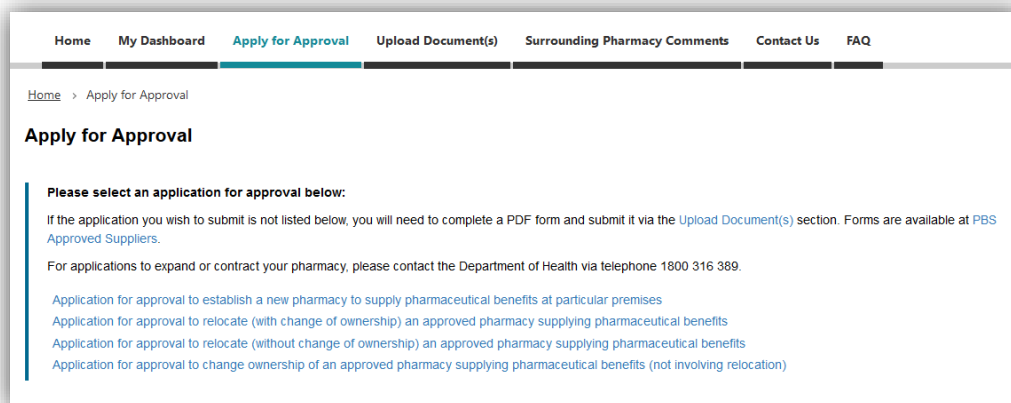 Home My Dashboard Apply for Approval Upload Document(s) Surrounding Pharmacy Comments Contact Us FAQ
Home › Apply for Approval
Apply for Approval
Please select an application for approval below:
If the application you wish to submit is not listed below, you will need to complete a PDF form and submit it via the Upload Document(s) section. Forms are available at PBS
Approved Suppliers.
For applications to expand or contract your pharmacy, please contact the Department of Health via telephone 1800 316 389.
Application for approval to establish a new pharmacy to supply pharmaceutical benefits at particular premises
Application for approval to relocate (with change of ownership) an approved pharmacy supplying pharmaceutical benefits
Application for approval to relocate (without change of ownership) an approved pharmacy supplying pharmaceutical benefits
Application for approval to change ownership of an approved pharmacy supplying pharmaceutical benefits (not involving relocation)